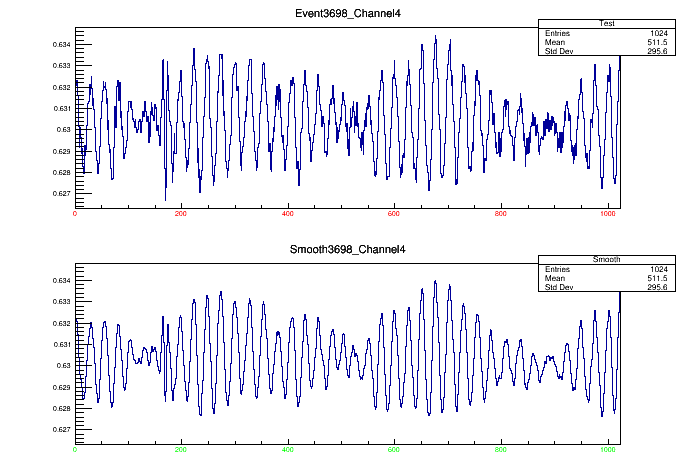 Event3698_Channel4
Test
Entries 1024
Mean 511.5
Std Dev 295.6
0.634
0.633
0.632
0.631
0.63
0.629
0.628
0.627
0 200 400 600 800 1000
Smooth3698_Channel4
Smooth
Entries 1024
Mean 511.5
Std Dev 295.6
0.634
0.633
0.632
0.631
0.63
0.629
0.628
0.627
0 200 400 600 800 1000